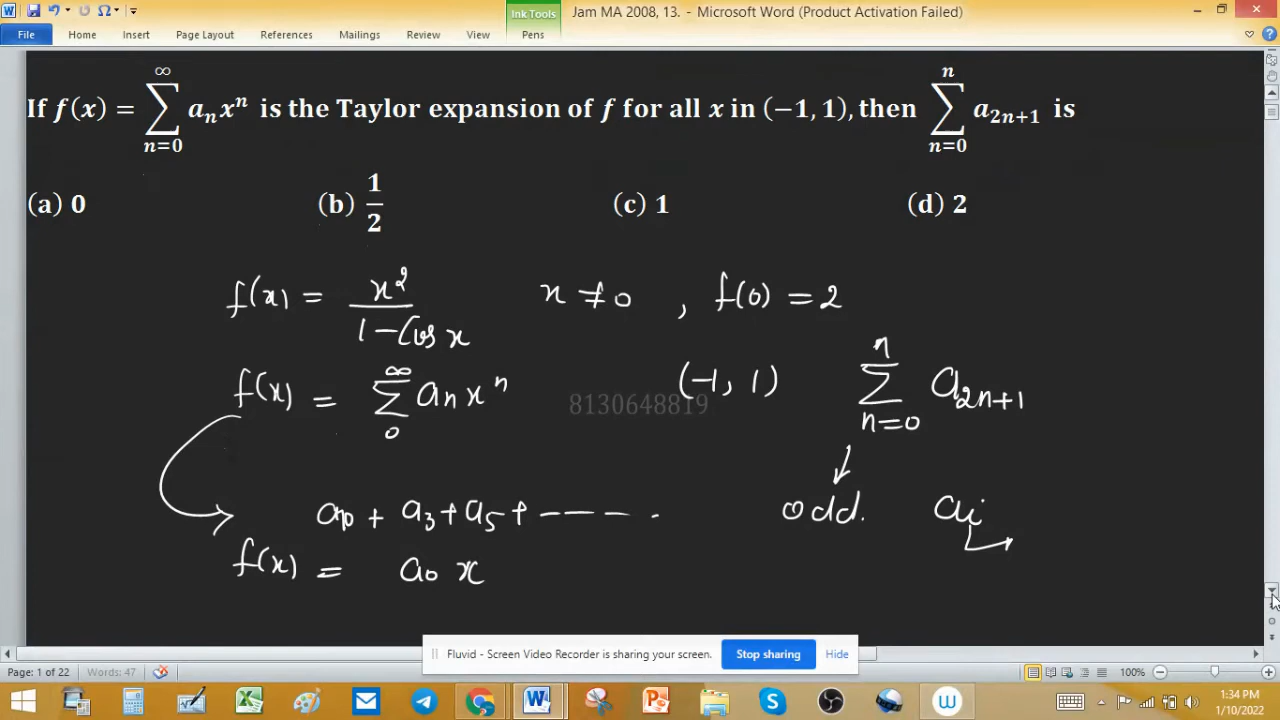 Jam MA 2008, 13. - Microsoft Word (Product Activation Failed)
Ink Tools
File Home Insert Page Layout References Mailings Review View Pens
If f(x) = ∑_{n=0}^{∞} a_n x^n is the Taylor expansion of f for all x in (−1, 1), then ∑_{n=0}^{n} a_{2n+1} is
(a) 0 (b) 1/2 (c) 1 (d) 2
f(x) = x^2 / (1 − Cos x) x ≠ 0 , f(0) = 2
f(x) = ∑_{0}^{∞} a_n x^n (−1, 1) ∑_{n=0}^{n} a_{2n+1}
8130648819
a_0 + a_3 + a_5 + ----- . odd. a_i
f(x) = a_0 x
Fluvid - Screen Video Recorder is sharing your screen. Stop sharing Hide
Page: 1 of 22 Words: 47 100%
1:34 PM
1/10/2022